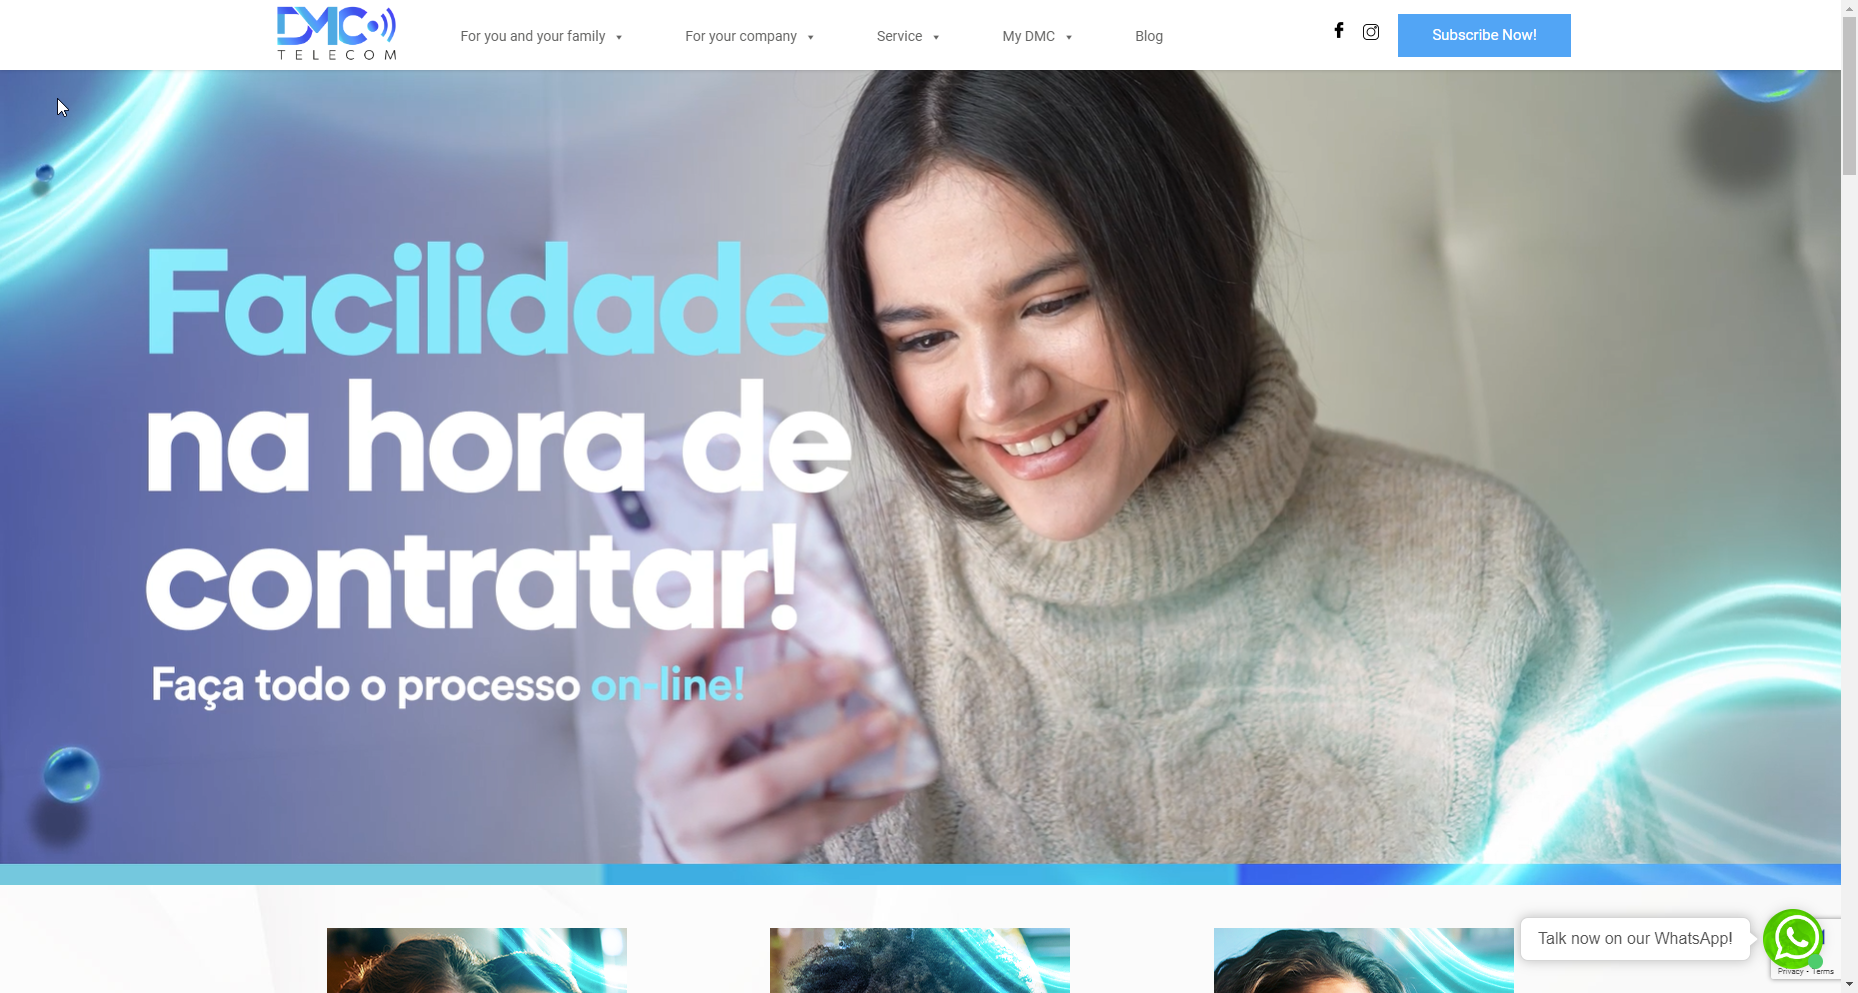 DMC
TELECOM
For you and your family
For your company
Service
My DMC
Blog
Subscribe Now!
Facilidade
na hora de
contratar!
Faça todo o processo on-line!
Talk now on our WhatsApp!
Privacy - Terms